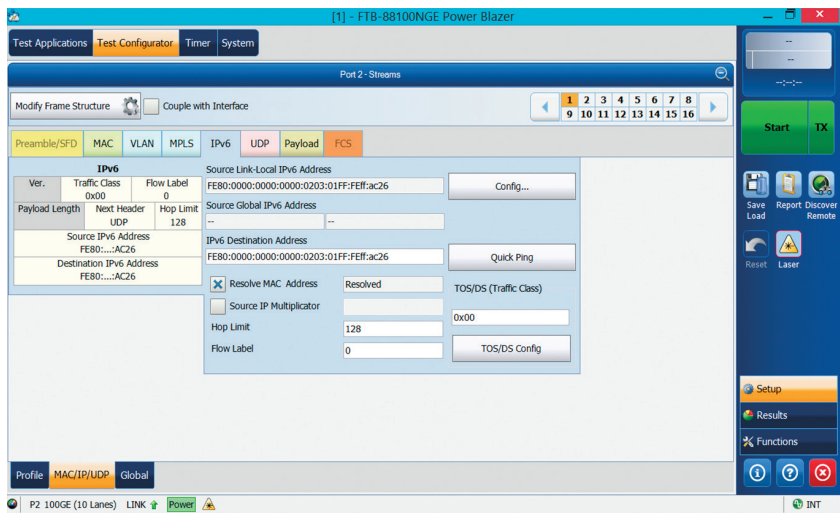 [1] - FTB-88100NGE Power Blazer
Test Applications Test Configurator Timer System
Port 2 - Streams
Modify Frame Structure Couple with Interface
1 2 3 4 5 6 7 8
9 10 11 12 13 14 15 16
Preamble/SFD MAC VLAN MPLS IPv6 UDP Payload FCS
IPv6
Ver. Traffic Class Flow Label
0x00 0
Payload Length Next Header Hop Limit
UDP 128
Source IPv6 Address
FE80:...:AC26
Destination IPv6 Address
FE80:...:AC26
Source Link-Local IPv6 Address
FE80:0000:0000:0000:0203:01FF:FEff:ac26 Config...
Source Global IPv6 Address
-- --
IPv6 Destination Address
FE80:0000:0000:0000:0203:01FF:FEff:ac26 Quick Ping
Resolve MAC Address Resolved TOS/DS (Traffic Class)
Source IP Multiplicator
0x00
Hop Limit 128
Flow Label 0 TOS/DS Config
Profile MAC/IP/UDP Global
P2 100GE (10 Lanes) LINK Power
--
--
--:--:--
Start TX
Save Load Report Discover Remote
Reset Laser
Setup
Results
Functions
INT